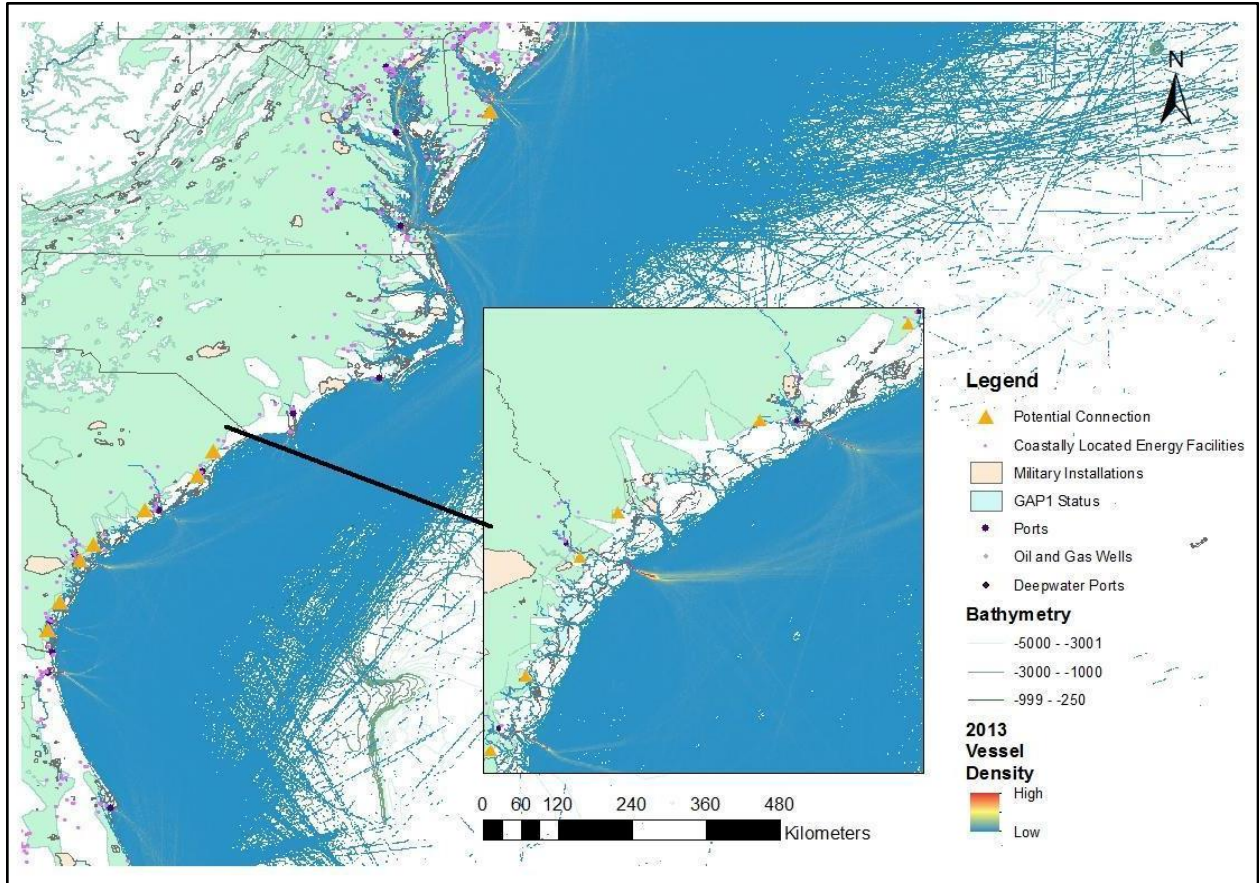 N
Legend
Potential Connection
Coastally Located Energy Facilities
Military Installations
GAP1 Status
Ports
Oil and Gas Wells
Deepwater Ports
Bathymetry
-5000 - -3001
-3000 - -1000
-999 - -250
2013
Vessel
Density
High
Low
0 60 120 240 360 480
Kilometers